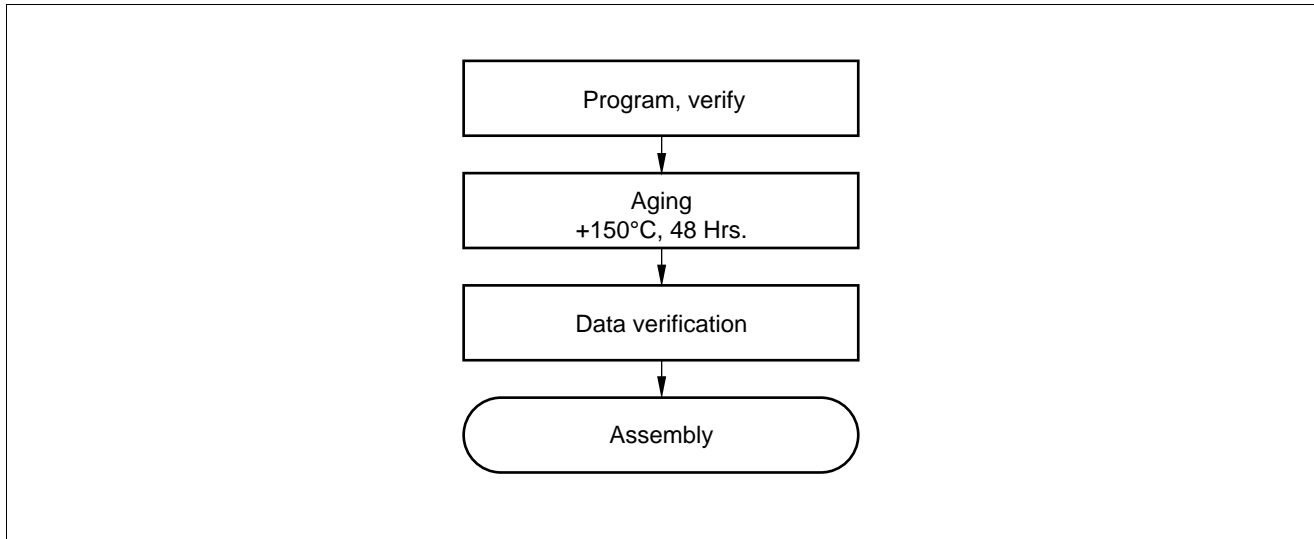 Program, verify
Aging
+150°C, 48 Hrs.
Data verification
Assembly